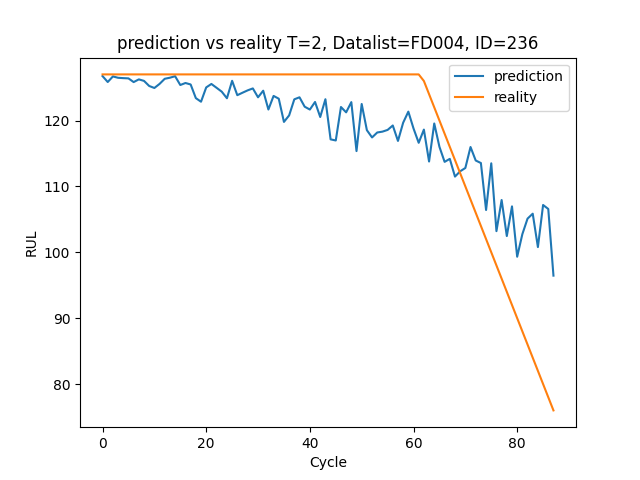 prediction vs reality T=2, Datalist=FD004, ID=236
prediction
reality
RUL
120
110
100
90
80
0 20 40 60 80
Cycle